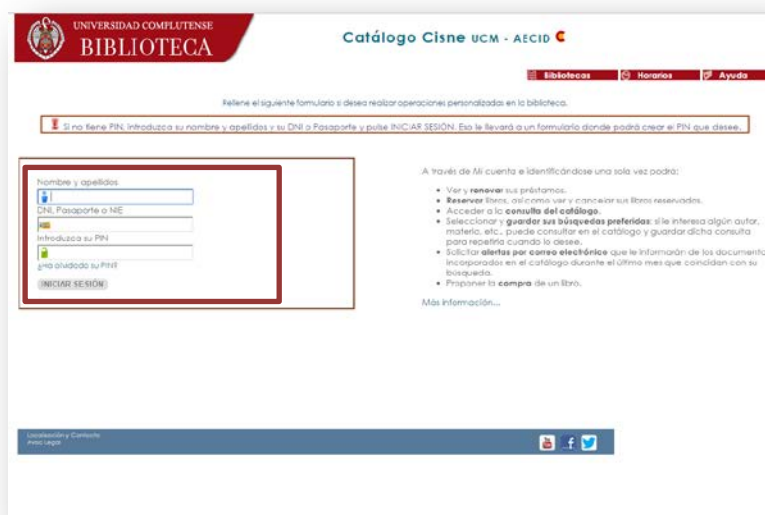 UNIVERSIDAD COMPLUTENSE
BIBLIOTECA
Catálogo Cisne UCM - AECID
Bibliotecas
Horarios
Ayuda
Rellene el siguiente formulario si desea realizar operaciones personalizadas en la biblioteca.
Si no tiene PIN, introduzca su nombre y apellidos y su DNI o Pasaporte y pulse INICIAR SESIÓN. Eso le llevará a un formulario donde podrá crear el PIN que desee.
Nombre y apellidos
DNI, Pasaporte o NIE
Introduzca su PIN
¿Ha olvidado su PIN?
INICIAR SESIÓN
A través de Mi cuenta e identificándose una sola vez podrá:
Ver y renovar sus préstamos.
Reservar libros, así como ver y cancelar sus libros reservados.
Acceder a la consulta del catálogo.
Seleccionar y guardar sus búsquedas preferidas: si le interesa algún autor,
materia, etc., puede consultar en el catálogo y guardar dicha consulta
para repetirla cuando lo desee.
Solicitar alertas por correo electrónico que le informarán de los documento
incorporados en el catálogo durante el último mes que coincidan con su
búsqueda.
Proponer la compra de un libro.
Más información...
Localización y Contacto
Aviso Legal